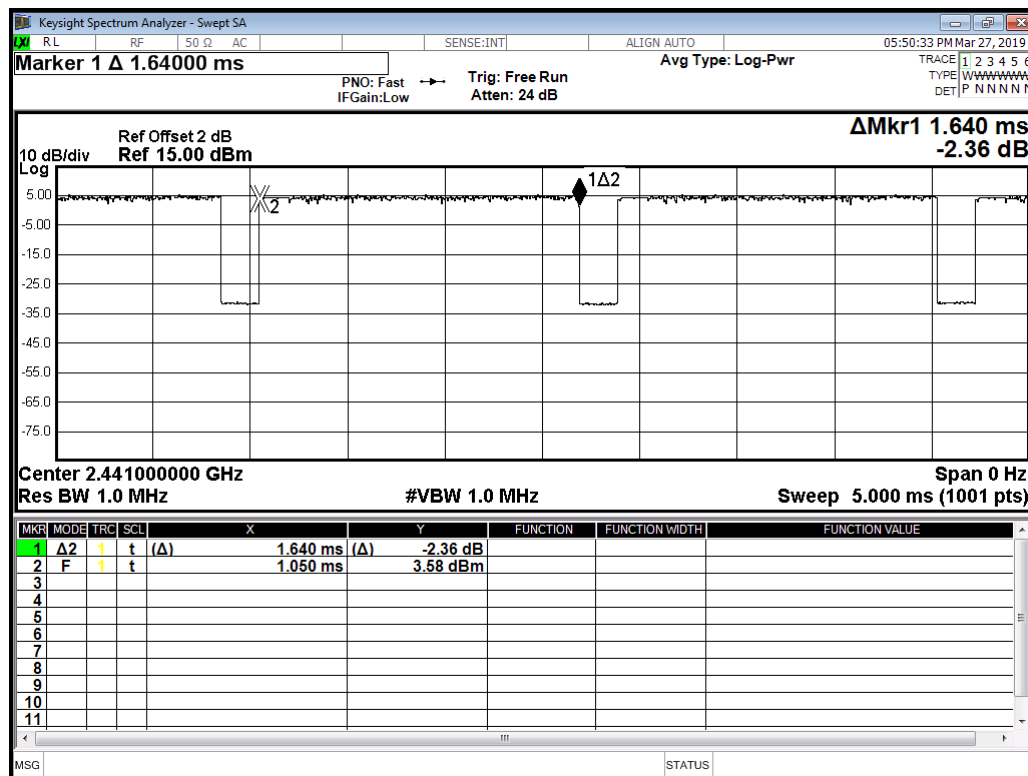 Keysight Spectrum Analyzer - Swept SA
LXI RL RF 50 Ω AC SENSE:INT ALIGN AUTO 05:50:33 PM Mar 27, 2019
Marker 1 Δ 1.64000 ms
PNO: Fast
IFGain:Low
Trig: Free Run
Atten: 24 dB
Avg Type: Log-Pwr
TRACE 1 2 3 4 5 6
TYPE WWWWWW
DET P N N N N N
Ref Offset 2 dB
10 dB/div Ref 15.00 dBm
Log
ΔMkr1 1.640 ms
-2.36 dB
5.00
-5.00
-15.0
-25.0
-35.0
-45.0
-55.0
-65.0
-75.0
2
1Δ2
Center 2.441000000 GHz Span 0 Hz
Res BW 1.0 MHz #VBW 1.0 MHz Sweep 5.000 ms (1001 pts)
MKR MODE TRC SCL X Y FUNCTION FUNCTION WIDTH FUNCTION VALUE
1 Δ2 1 t (Δ) 1.640 ms (Δ) -2.36 dB
2 F 1 t 1.050 ms 3.58 dBm
3
4
5
6
7
8
9
10
11
MSG STATUS